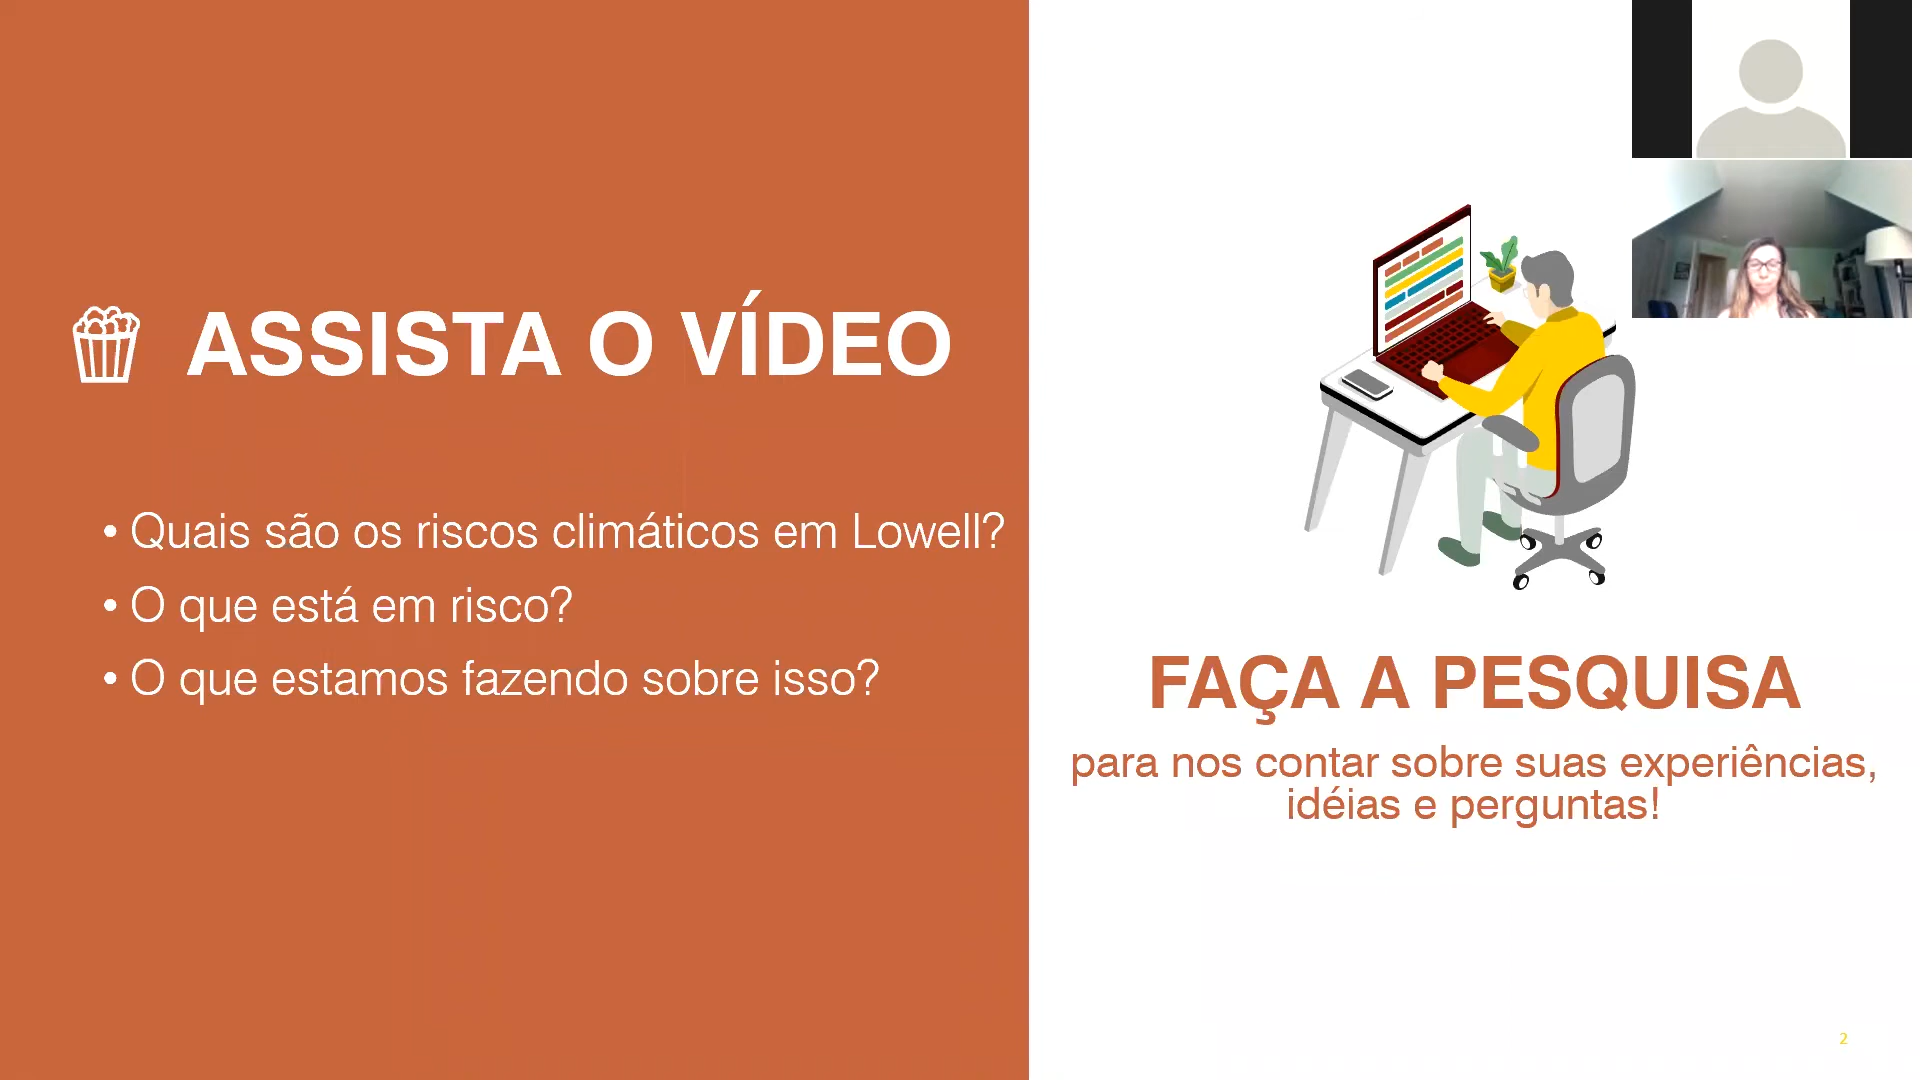 ASSISTA O VÍDEO
• Quais são os riscos climáticos em Lowell?
• O que está em risco?
• O que estamos fazendo sobre isso?
FAÇA A PESQUISA
para nos contar sobre suas experiências,
idéias e perguntas!
2